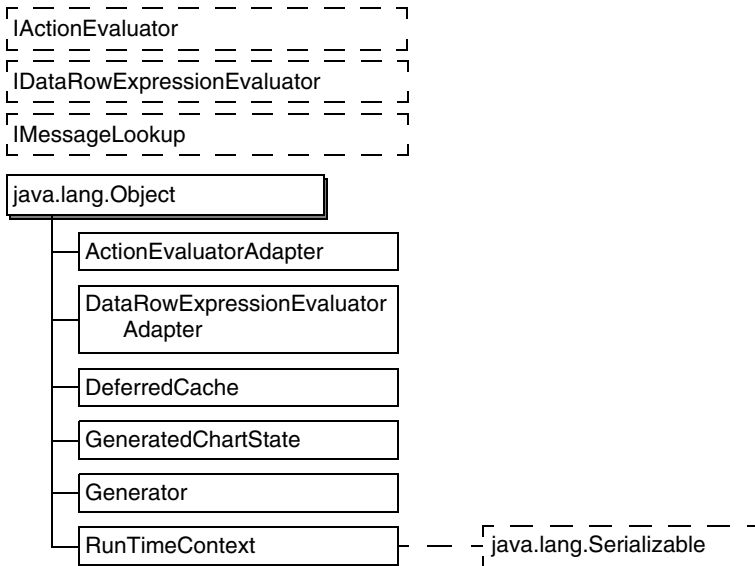 IActionEvaluator
IDataRowExpressionEvaluator
IMessageLookup
java.lang.Object
ActionEvaluatorAdapter
DataRowExpressionEvaluator
Adapter
DeferredCache
GeneratedChartState
Generator
RunTimeContext
java.lang.Serializable